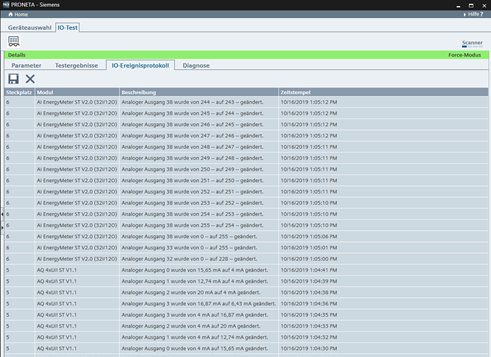 PRONETA - Siemens
Home
Hilfe ?
Geräteauswahl IO-Test
Scanner
Details Force-Modus
Parameter Testergebnisse IO-Ereignisprotokoll Diagnose
Steckplatz Modul Beschreibung Zeitstempel
6 AI EnergyMeter ST V2.0 (32I/12O) Analoger Ausgang 38 wurde von 244 -- auf 243 -- geändert. 10/16/2019 1:05:12 PM
6 AI EnergyMeter ST V2.0 (32I/12O) Analoger Ausgang 38 wurde von 245 -- auf 244 -- geändert. 10/16/2019 1:05:12 PM
6 AI EnergyMeter ST V2.0 (32I/12O) Analoger Ausgang 38 wurde von 246 -- auf 245 -- geändert. 10/16/2019 1:05:12 PM
6 AI EnergyMeter ST V2.0 (32I/12O) Analoger Ausgang 38 wurde von 247 -- auf 246 -- geändert. 10/16/2019 1:05:12 PM
6 AI EnergyMeter ST V2.0 (32I/12O) Analoger Ausgang 38 wurde von 248 -- auf 247 -- geändert. 10/16/2019 1:05:11 PM
6 AI EnergyMeter ST V2.0 (32I/12O) Analoger Ausgang 38 wurde von 249 -- auf 248 -- geändert. 10/16/2019 1:05:11 PM
6 AI EnergyMeter ST V2.0 (32I/12O) Analoger Ausgang 38 wurde von 250 -- auf 249 -- geändert. 10/16/2019 1:05:11 PM
6 AI EnergyMeter ST V2.0 (32I/12O) Analoger Ausgang 38 wurde von 251 -- auf 250 -- geändert. 10/16/2019 1:05:11 PM
6 AI EnergyMeter ST V2.0 (32I/12O) Analoger Ausgang 38 wurde von 252 -- auf 251 -- geändert. 10/16/2019 1:05:11 PM
6 AI EnergyMeter ST V2.0 (32I/12O) Analoger Ausgang 38 wurde von 253 -- auf 252 -- geändert. 10/16/2019 1:05:10 PM
6 AI EnergyMeter ST V2.0 (32I/12O) Analoger Ausgang 38 wurde von 254 -- auf 253 -- geändert. 10/16/2019 1:05:10 PM
6 AI EnergyMeter ST V2.0 (32I/12O) Analoger Ausgang 38 wurde von 255 -- auf 254 -- geändert. 10/16/2019 1:05:10 PM
6 AI EnergyMeter ST V2.0 (32I/12O) Analoger Ausgang 38 wurde von 0 -- auf 255 -- geändert. 10/16/2019 1:05:06 PM
6 AI EnergyMeter ST V2.0 (32I/12O) Analoger Ausgang 33 wurde von 0 -- auf 255 -- geändert. 10/16/2019 1:05:01 PM
6 AI EnergyMeter ST V2.0 (32I/12O) Analoger Ausgang 32 wurde von 0 -- auf 228 -- geändert. 10/16/2019 1:05:00 PM
5 AQ 4xU/I ST V1.1 Analoger Ausgang 0 wurde von 15,65 mA auf 4 mA geändert. 10/16/2019 1:04:41 PM
5 AQ 4xU/I ST V1.1 Analoger Ausgang 1 wurde von 12,74 mA auf 4 mA geändert. 10/16/2019 1:04:39 PM
5 AQ 4xU/I ST V1.1 Analoger Ausgang 2 wurde von 20 mA auf 4 mA geändert. 10/16/2019 1:04:38 PM
5 AQ 4xU/I ST V1.1 Analoger Ausgang 3 wurde von 16,87 mA auf 6,43 mA geändert. 10/16/2019 1:04:36 PM
5 AQ 4xU/I ST V1.1 Analoger Ausgang 3 wurde von 4 mA auf 16,87 mA geändert. 10/16/2019 1:04:35 PM
5 AQ 4xU/I ST V1.1 Analoger Ausgang 2 wurde von 4 mA auf 20 mA geändert. 10/16/2019 1:04:33 PM
5 AQ 4xU/I ST V1.1 Analoger Ausgang 1 wurde von 4 mA auf 12,74 mA geändert. 10/16/2019 1:04:32 PM
5 AQ 4xU/I ST V1.1 Analoger Ausgang 0 wurde von 4 mA auf 15,65 mA geändert. 10/16/2019 1:04:30 PM